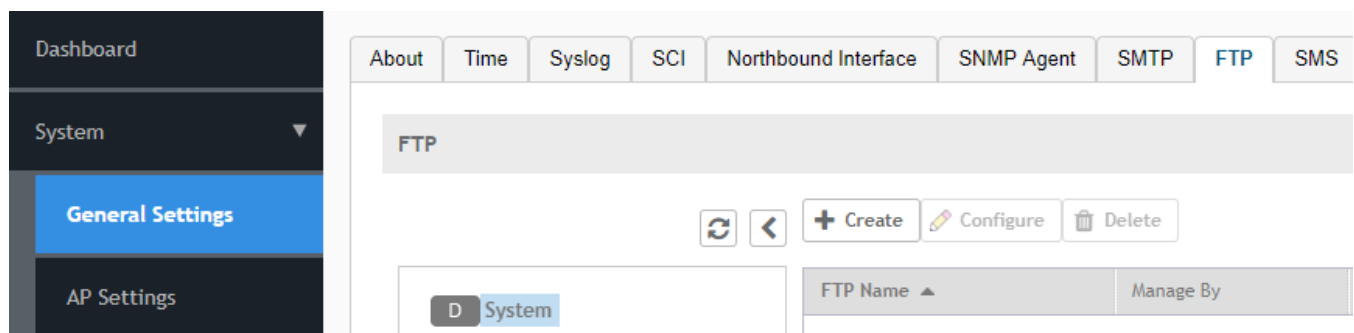 Dashboard
About Time Syslog SCI Northbound Interface SNMP Agent SMTP FTP SMS
System
FTP
General Settings
Create Configure Delete
AP Settings
FTP Name Manage By
D System